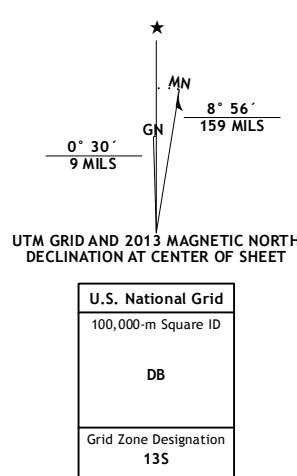 ★
MN
8° 56´
159 MILS
GN
0° 30´
9 MILS
UTM GRID AND 2013 MAGNETIC NORTH
DECLINATION AT CENTER OF SHEET
U.S. National Grid
100,000-m Square ID
DB
Grid Zone Designation
13S